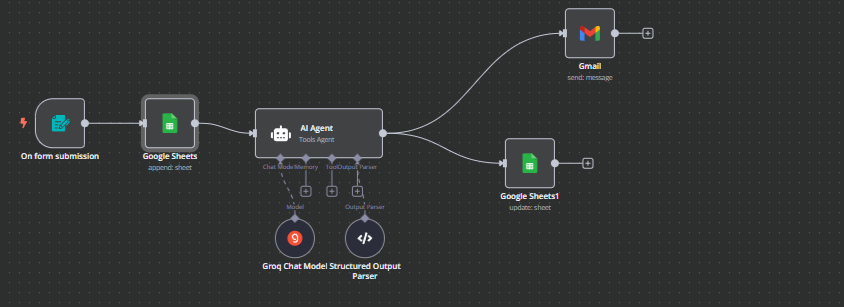 Gmail
send: message
On form submission
Google Sheets
append: sheet
AI Agent
Tools Agent
Chat Model
Memory
Tool
Output Parser
Google Sheets1
update: sheet
Model
Output Parser
Groq Chat Model
Structured Output
Parser